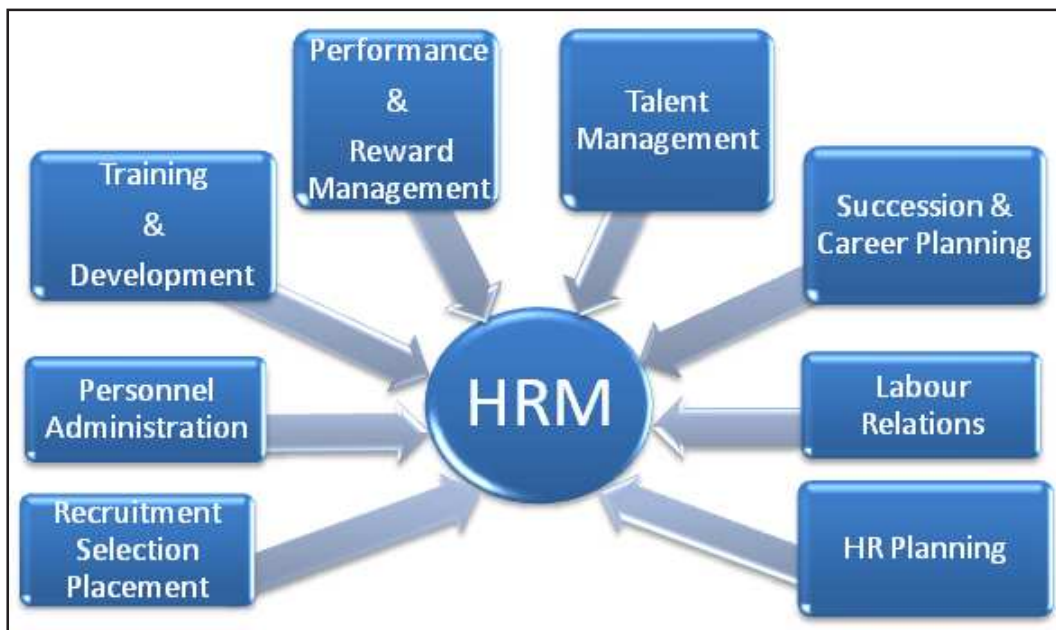 Performance
&
Reward
Management
Talent
Management
Training
&
Development
Succession &
Career Planning
HRM
Personnel
Administration
Labour
Relations
Recruitment
Selection
Placement
HR Planning